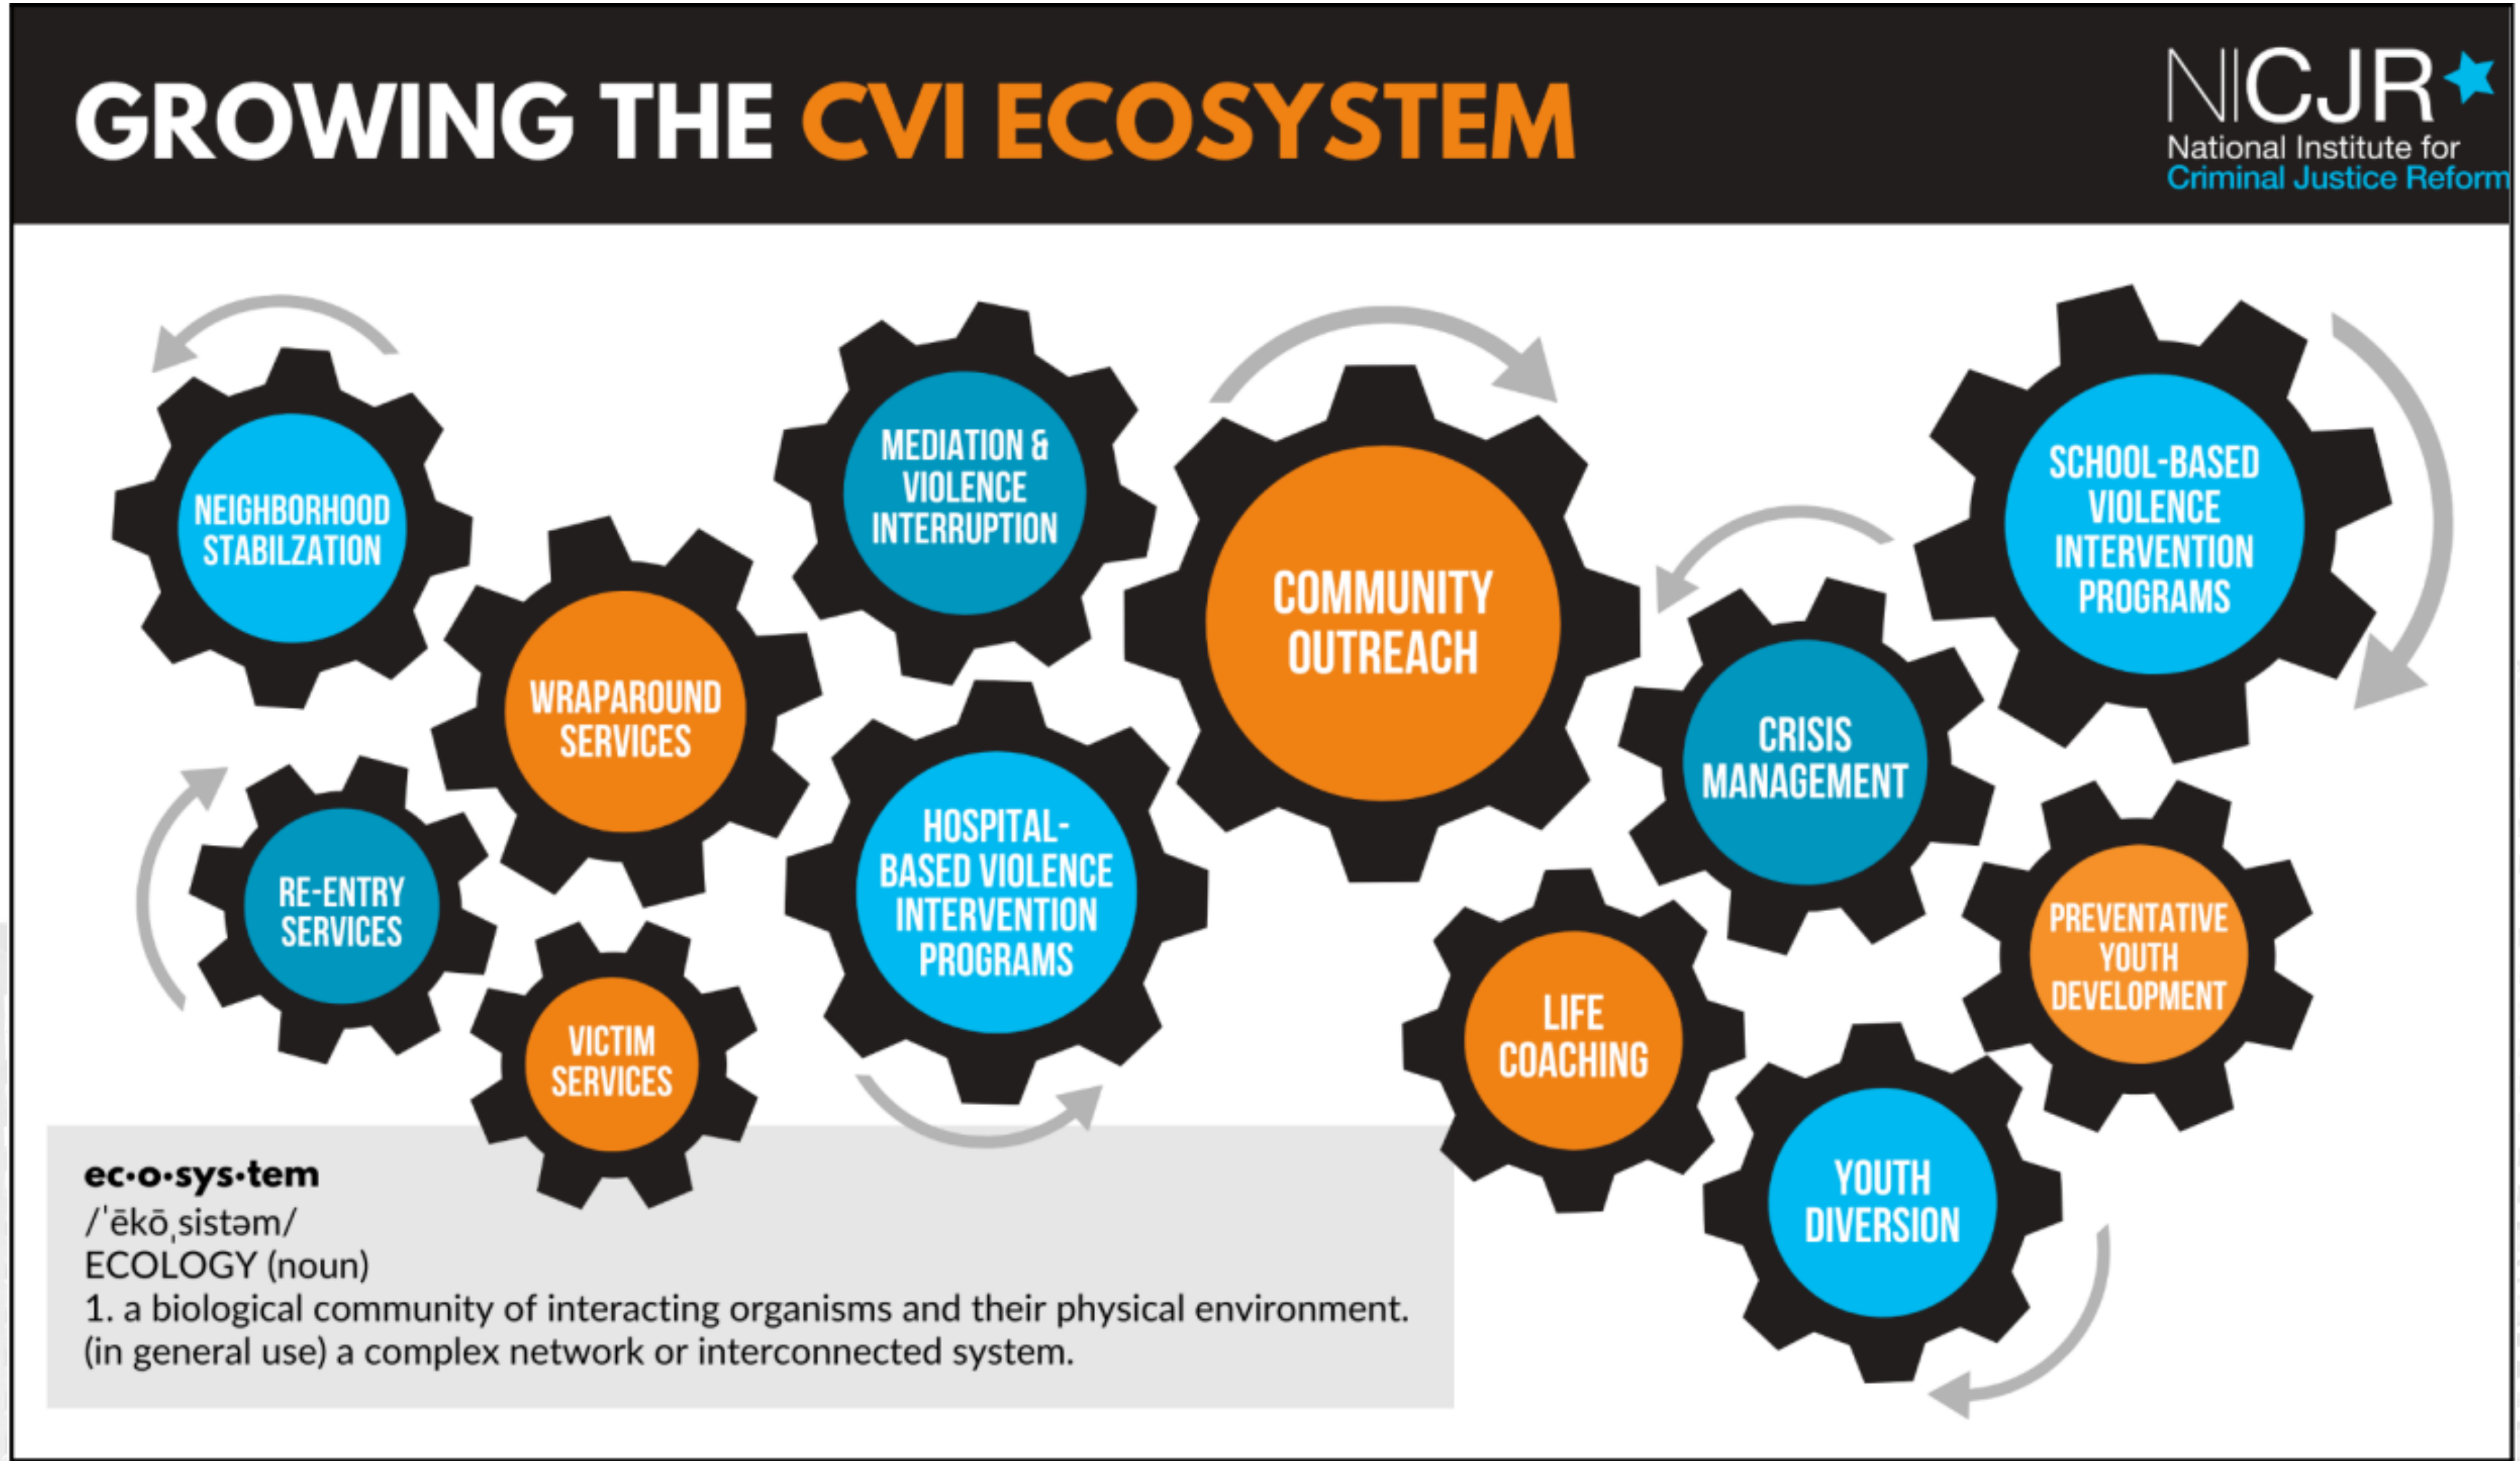 GROWING THE CVI ECOSYSTEM
NICJR
National Institute for
Criminal Justice Reform
NEIGHBORHOOD
STABILZATION
WRAPAROUND
SERVICES
MEDIATION &
VIOLENCE
INTERRUPTION
COMMUNITY
OUTREACH
SCHOOL-BASED
VIOLENCE
INTERVENTION
PROGRAMS
CRISIS
MANAGEMENT
RE-ENTRY
SERVICES
HOSPITAL-
BASED VIOLENCE
INTERVENTION
PROGRAMS
PREVENTATIVE
YOUTH
DEVELOPMENT
VICTIM
SERVICES
LIFE
COACHING
YOUTH
DIVERSION
ec·o·sys·tem
/ˈēkōˌsistəm/
ECOLOGY (noun)
1. a biological community of interacting organisms and their physical environment.
(in general use) a complex network or interconnected system.